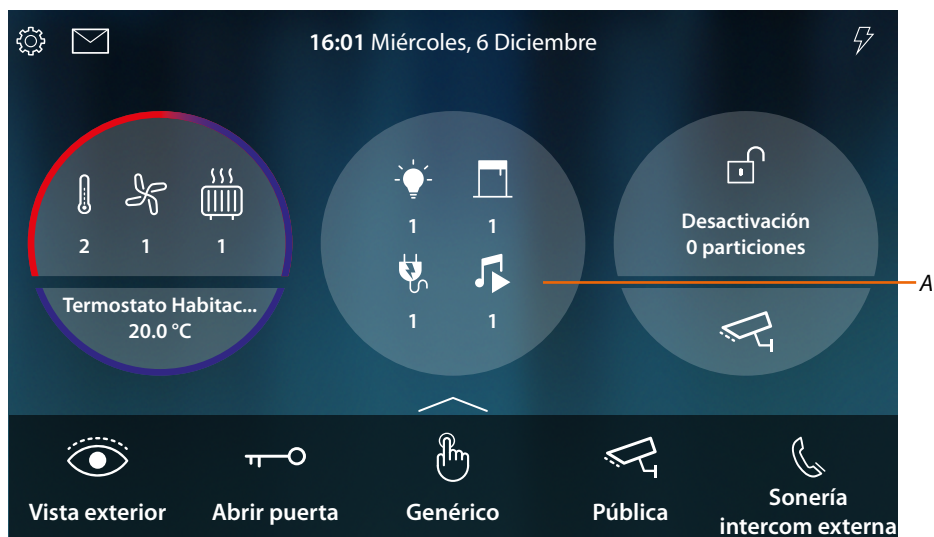 16:01 Miércoles, 6 Diciembre
2 1 1
Termostato Habitac...
20.0 °C
1 1
1 1
Desactivación
0 particiones
A
Vista exterior
Abrir puerta
Genérico
Pública
Sonería
intercom externa